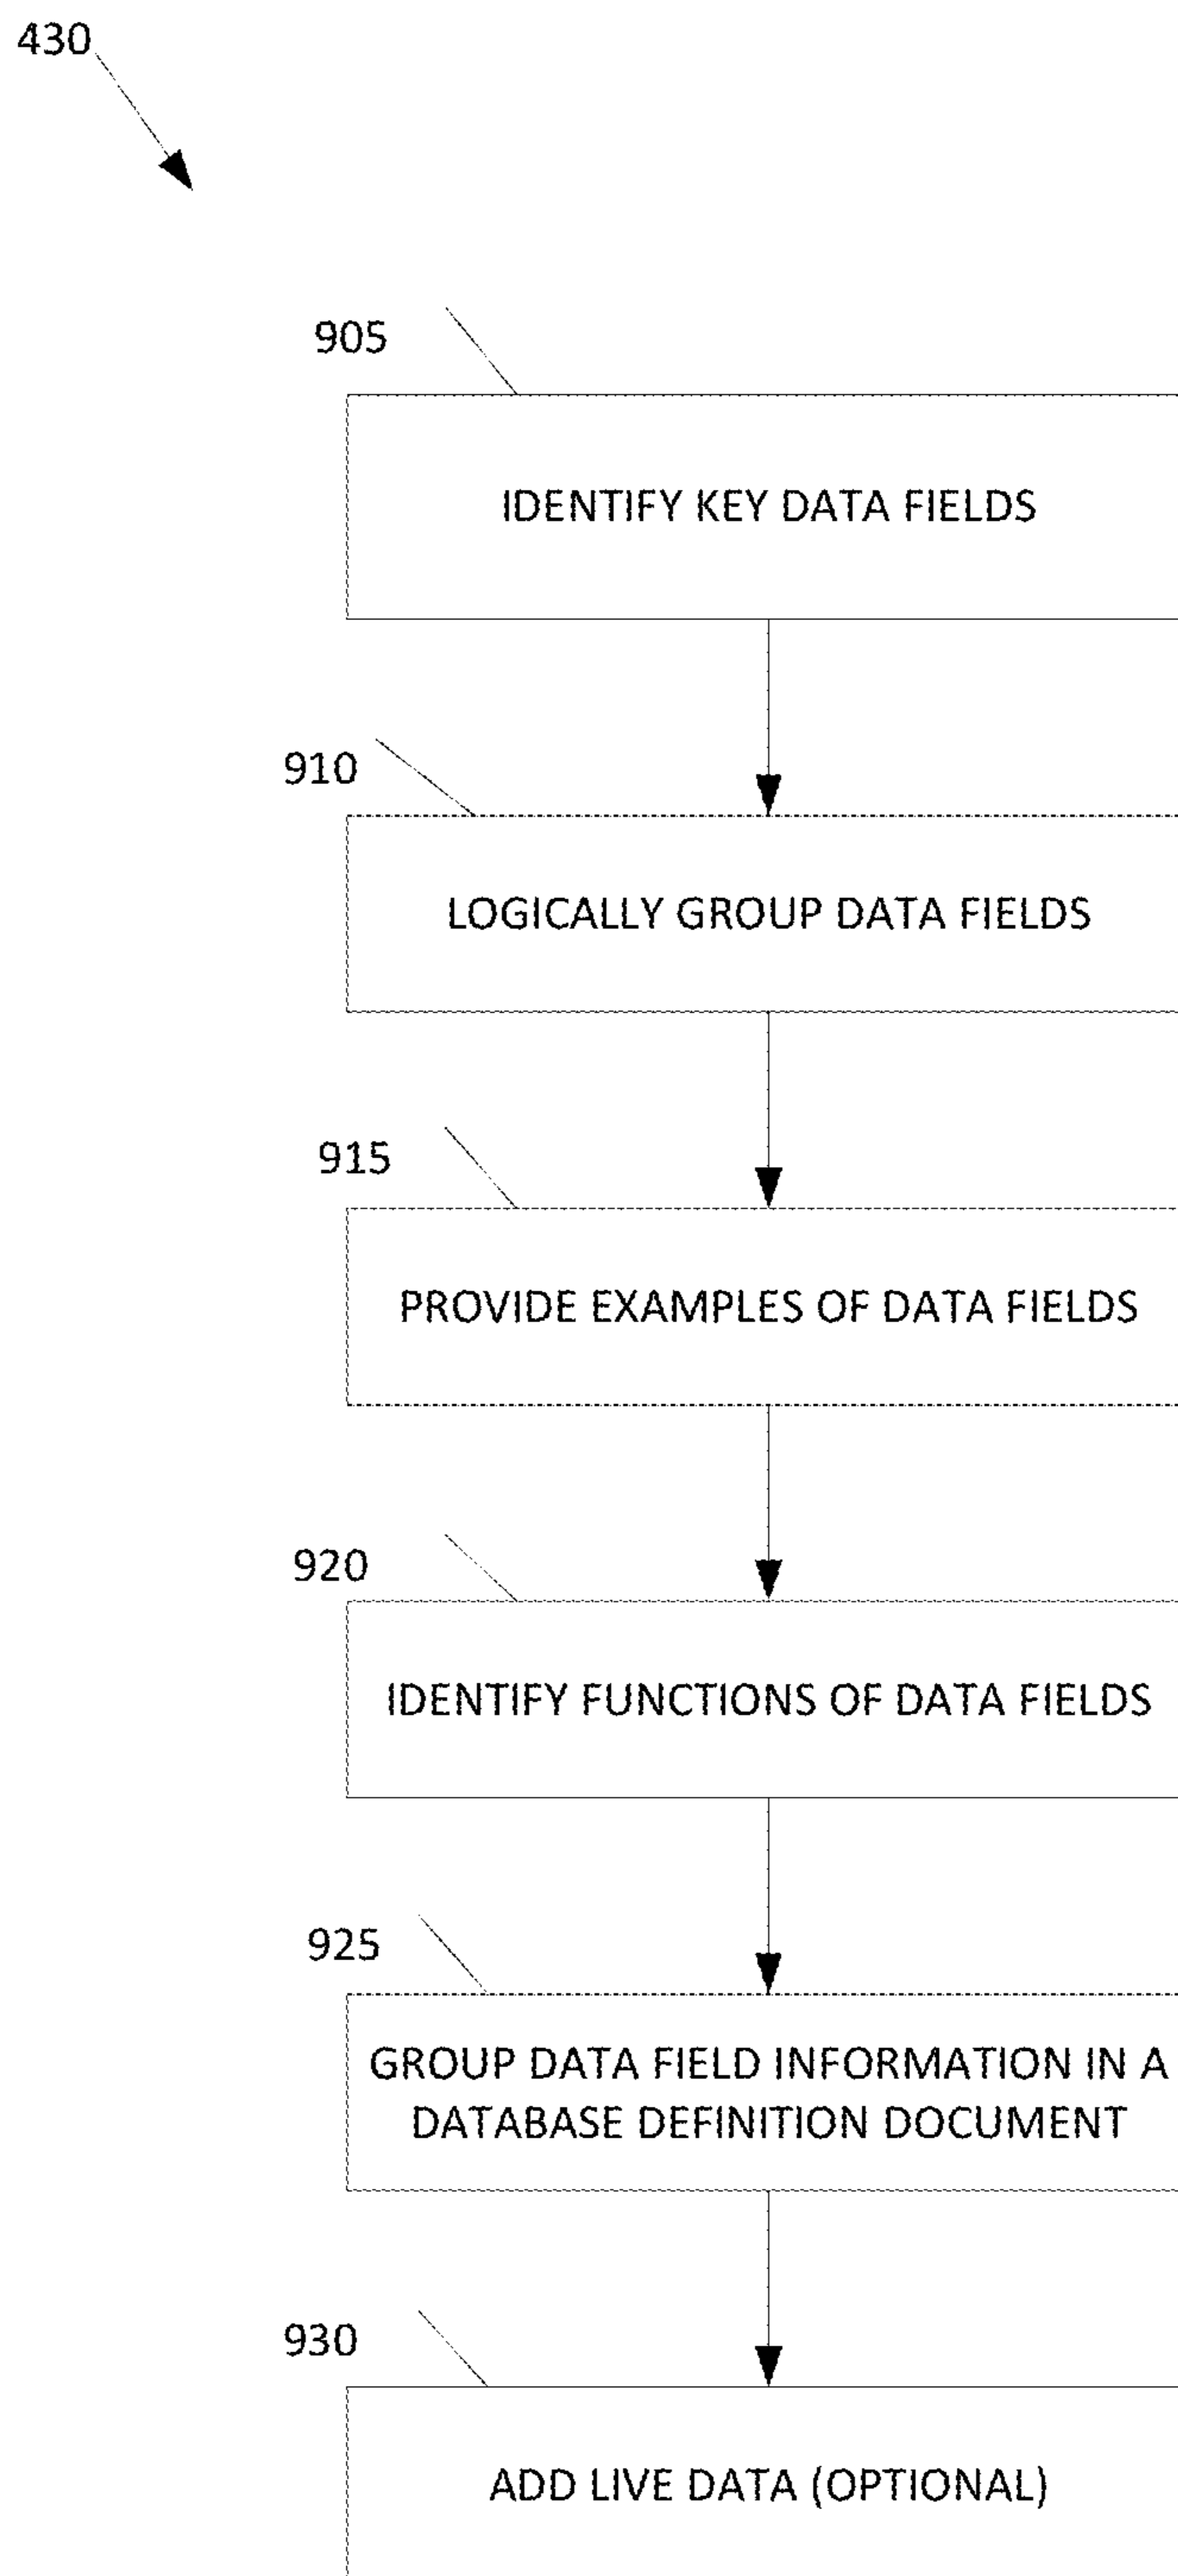 430
905
IDENTIFY KEY DATA FIELDS
910
LOGICALLY GROUP DATA FIELDS
915
PROVIDE EXAMPLES OF DATA FIELDS
920
IDENTIFY FUNCTIONS OF DATA FIELDS
925
GROUP DATA FIELD INFORMATION IN A
DATABASE DEFINITION DOCUMENT
930
ADD LIVE DATA (OPTIONAL)